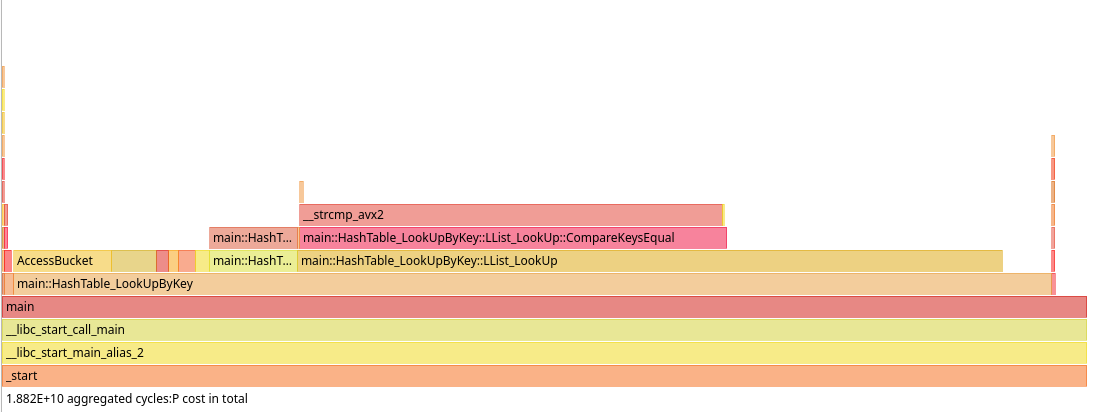 __strcmp_avx2
main::HashT...
main::HashTable_LookUpByKey::LList_LookUp::CompareKeysEqual
AccessBucket
main::HashT...
main::HashTable_LookUpByKey::LList_LookUp
main::HashTable_LookUpByKey
main
__libc_start_call_main
__libc_start_main_alias_2
_start
1.882E+10 aggregated cycles:P cost in total